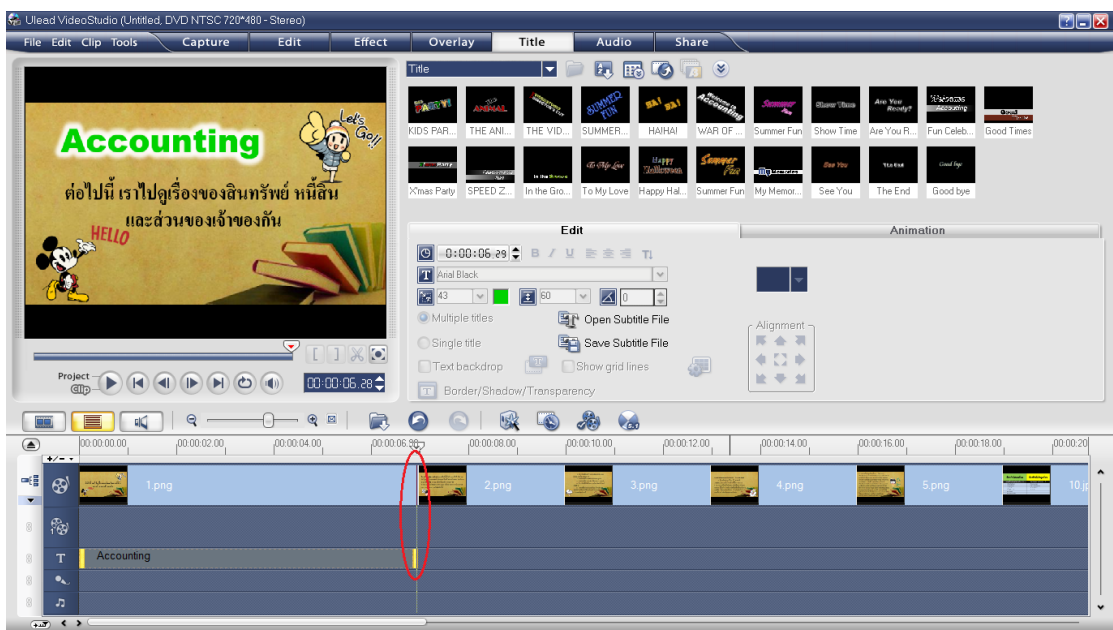 Ulead VideoStudio (Untitled, DVD NTSC 720*480 - Stereo)
File Edit Clip Tools Capture Edit Effect Overlay Title Audio Share
Title
KIDS PAR... THE ANI... THE VID... SUMMER... HAIHA! WAR OF ... Summer Fun Show Time Are You R... Fun Celeb... Good Times
X'mas Party SPEED Z... In the Gro... To My Love Happy Hal... Summer Fun My Memor... See You The End Good bye
Let's Go!!
Accounting
ต่อไปนี้ เราไปดูเรื่องของสินทรัพย์ หนี้สิน
และส่วนของเจ้าของกัน
HELLO
Edit Animation
0:00:06.29 B I U
Arial Black
43 60 0
Multiple titles Open Subtitle File
Single title Save Subtitle File
Text backdrop Show grid lines
Border/Shadow/Transparency
Alignment
Project
Clip
00:00:06.28
00:00:00.00 00:00:02.00 00:00:04.00 00:00:08.00 00:00:10.00 00:00:12.00 00:00:14.00 00:00:16.00 00:00:18.00 00:00:20
1.png 2.png 3.png 4.png 5.png
T Accounting